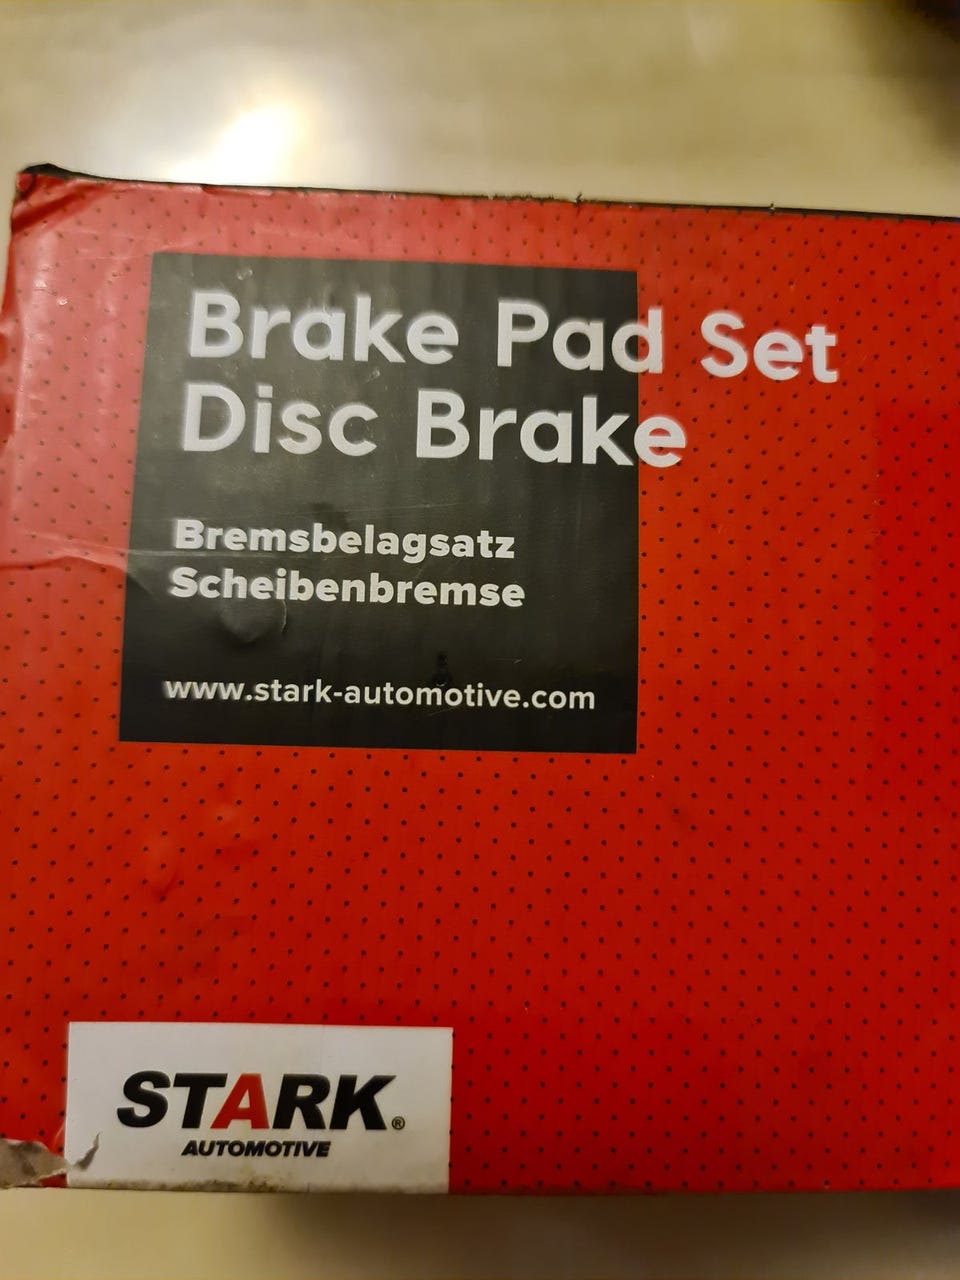 Brake Pad Set
Disc Brake
Bremsbelagsatz
Scheibenbremse
www.stark-automotive.com
STARK®
AUTOMOTIVE